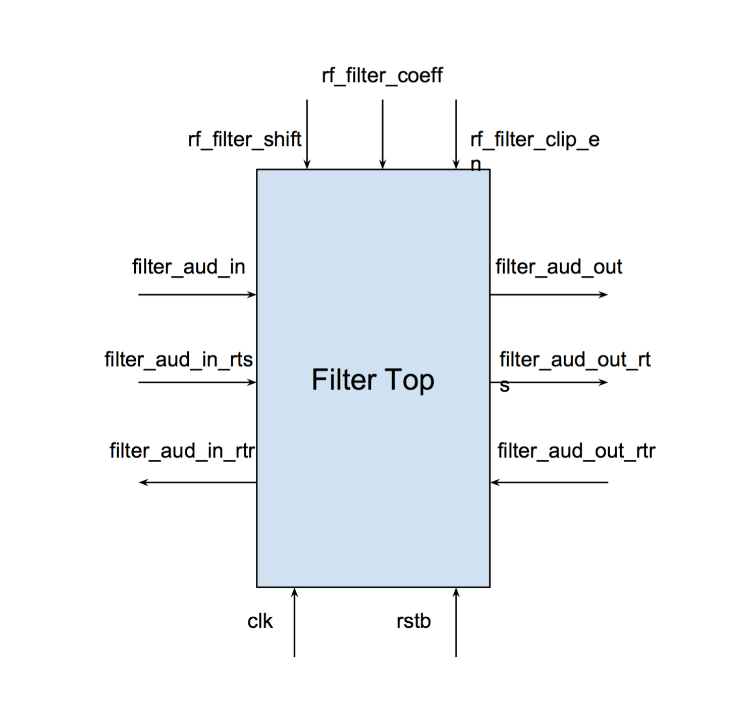 rf_filter_coeff
rf_filter_shift
rf_filter_clip_e
n
filter_aud_in
filter_aud_out
filter_aud_in_rts
filter_aud_out_rt
s
Filter Top
filter_aud_in_rtr
filter_aud_out_rtr
clk
rstb